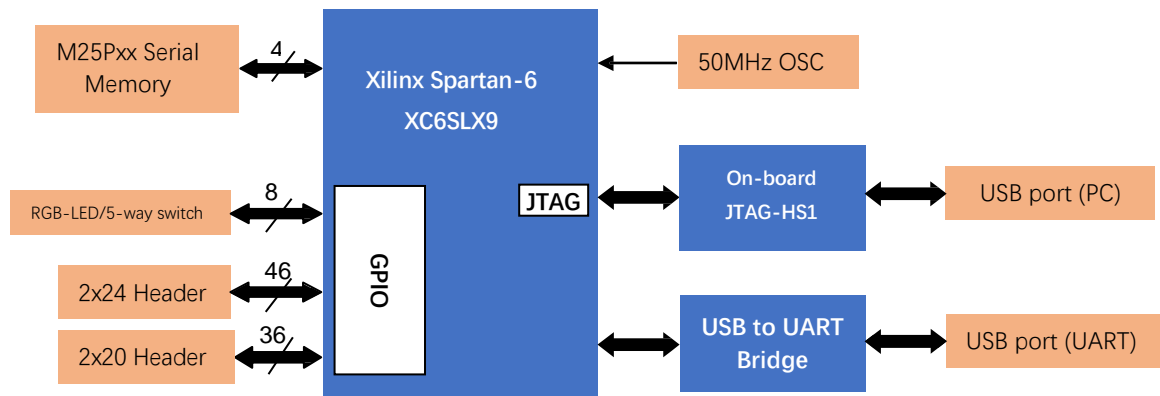 M25Pxx Serial
Memory
4
Xilinx Spartan-6
XC6SLX9
50MHz OSC
RGB-LED/5-way switch
8
JTAG
On-board
JTAG-HS1
USB port (PC)
GPIO
2x24 Header
46
2x20 Header
36
USB to UART
Bridge
USB port (UART)